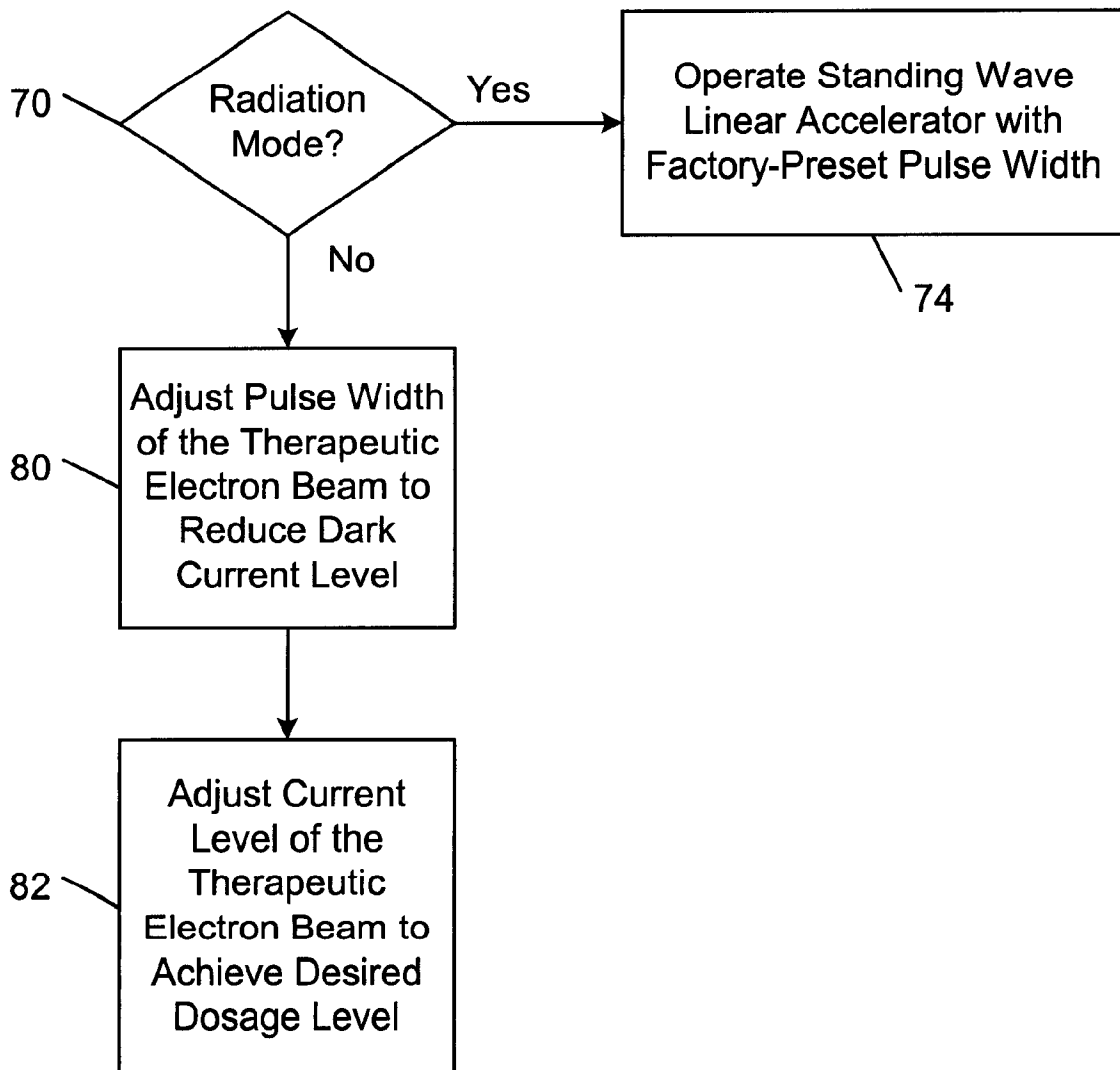 70
Radiation
Mode?
Yes
Operate Standing Wave
Linear Accelerator with
Factory-Preset Pulse Width
74
No
80
Adjust Pulse Width
of the Therapeutic
Electron Beam to
Reduce Dark
Current Level
82
Adjust Current
Level of the
Therapeutic
Electron Beam to
Achieve Desired
Dosage Level